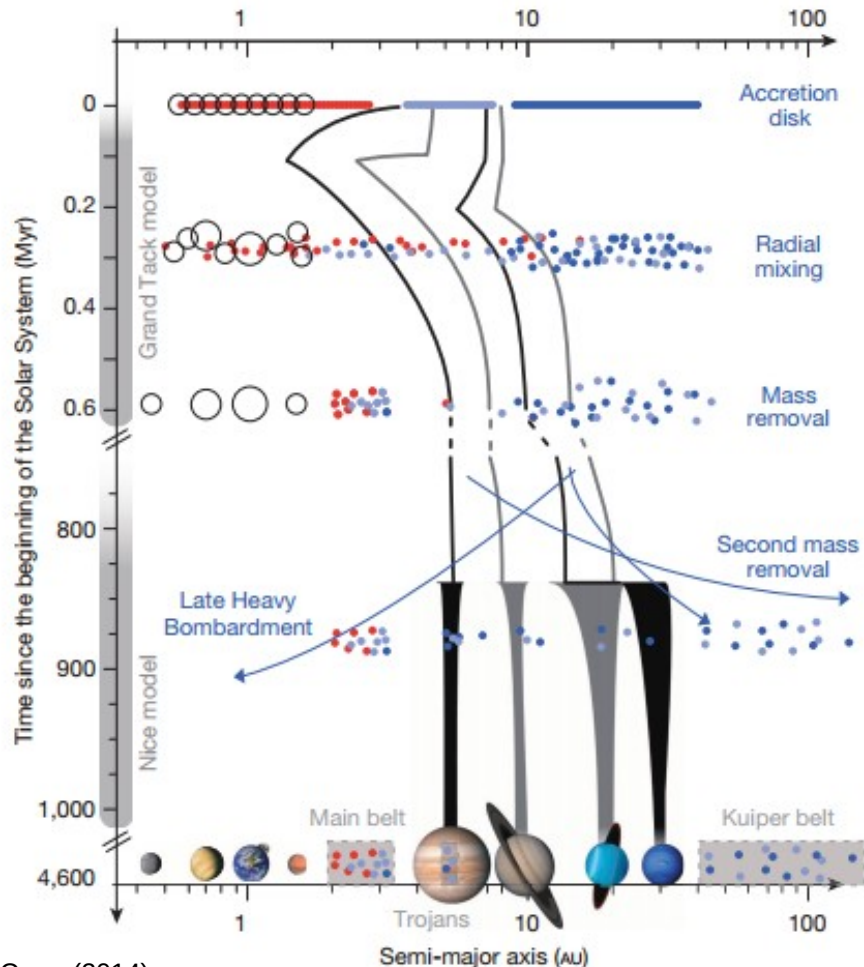 1 10 100
0
Accretion
disk
0.2
Radial
mixing
0.4
Mass
removal
0.6
Grand Tack model
Time since the beginning of the Solar System (Myr)
800
Second mass
removal
Late Heavy
Bombardment
900
Nice model
1,000
Main belt
Kuiper belt
4,600
Trojans
1 10 100
Semi-major axis (AU)
(2014)